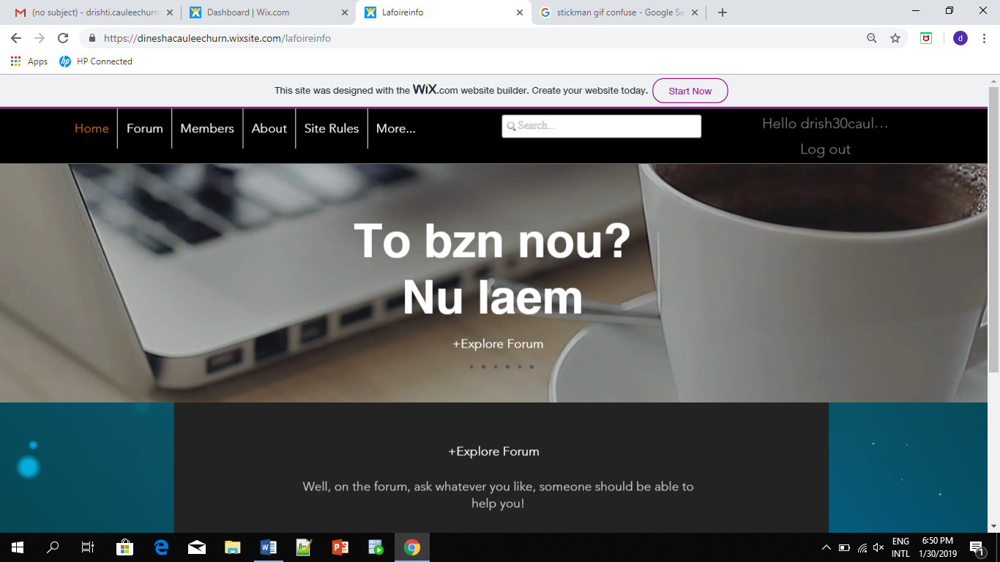 (no subject) - drishti.cauleechurn
Dashboard | Wix.com
Lafoireinfo
stickman gif confuse - Google Se
https://dineshacauleechurn.wixsite.com/lafoireinfo
d
Apps
HP Connected
This site was designed with the WiX.com website builder. Create your website today.
Start Now
Home
Forum
Members
About
Site Rules
More...
Search...
Hello drish30caul...
Log out
To bzn nou?
Nu laem
+Explore Forum
+Explore Forum
Well, on the forum, ask whatever you like, someone should be able to
help you!
ENG
INTL
6:50 PM
1/30/2019
1